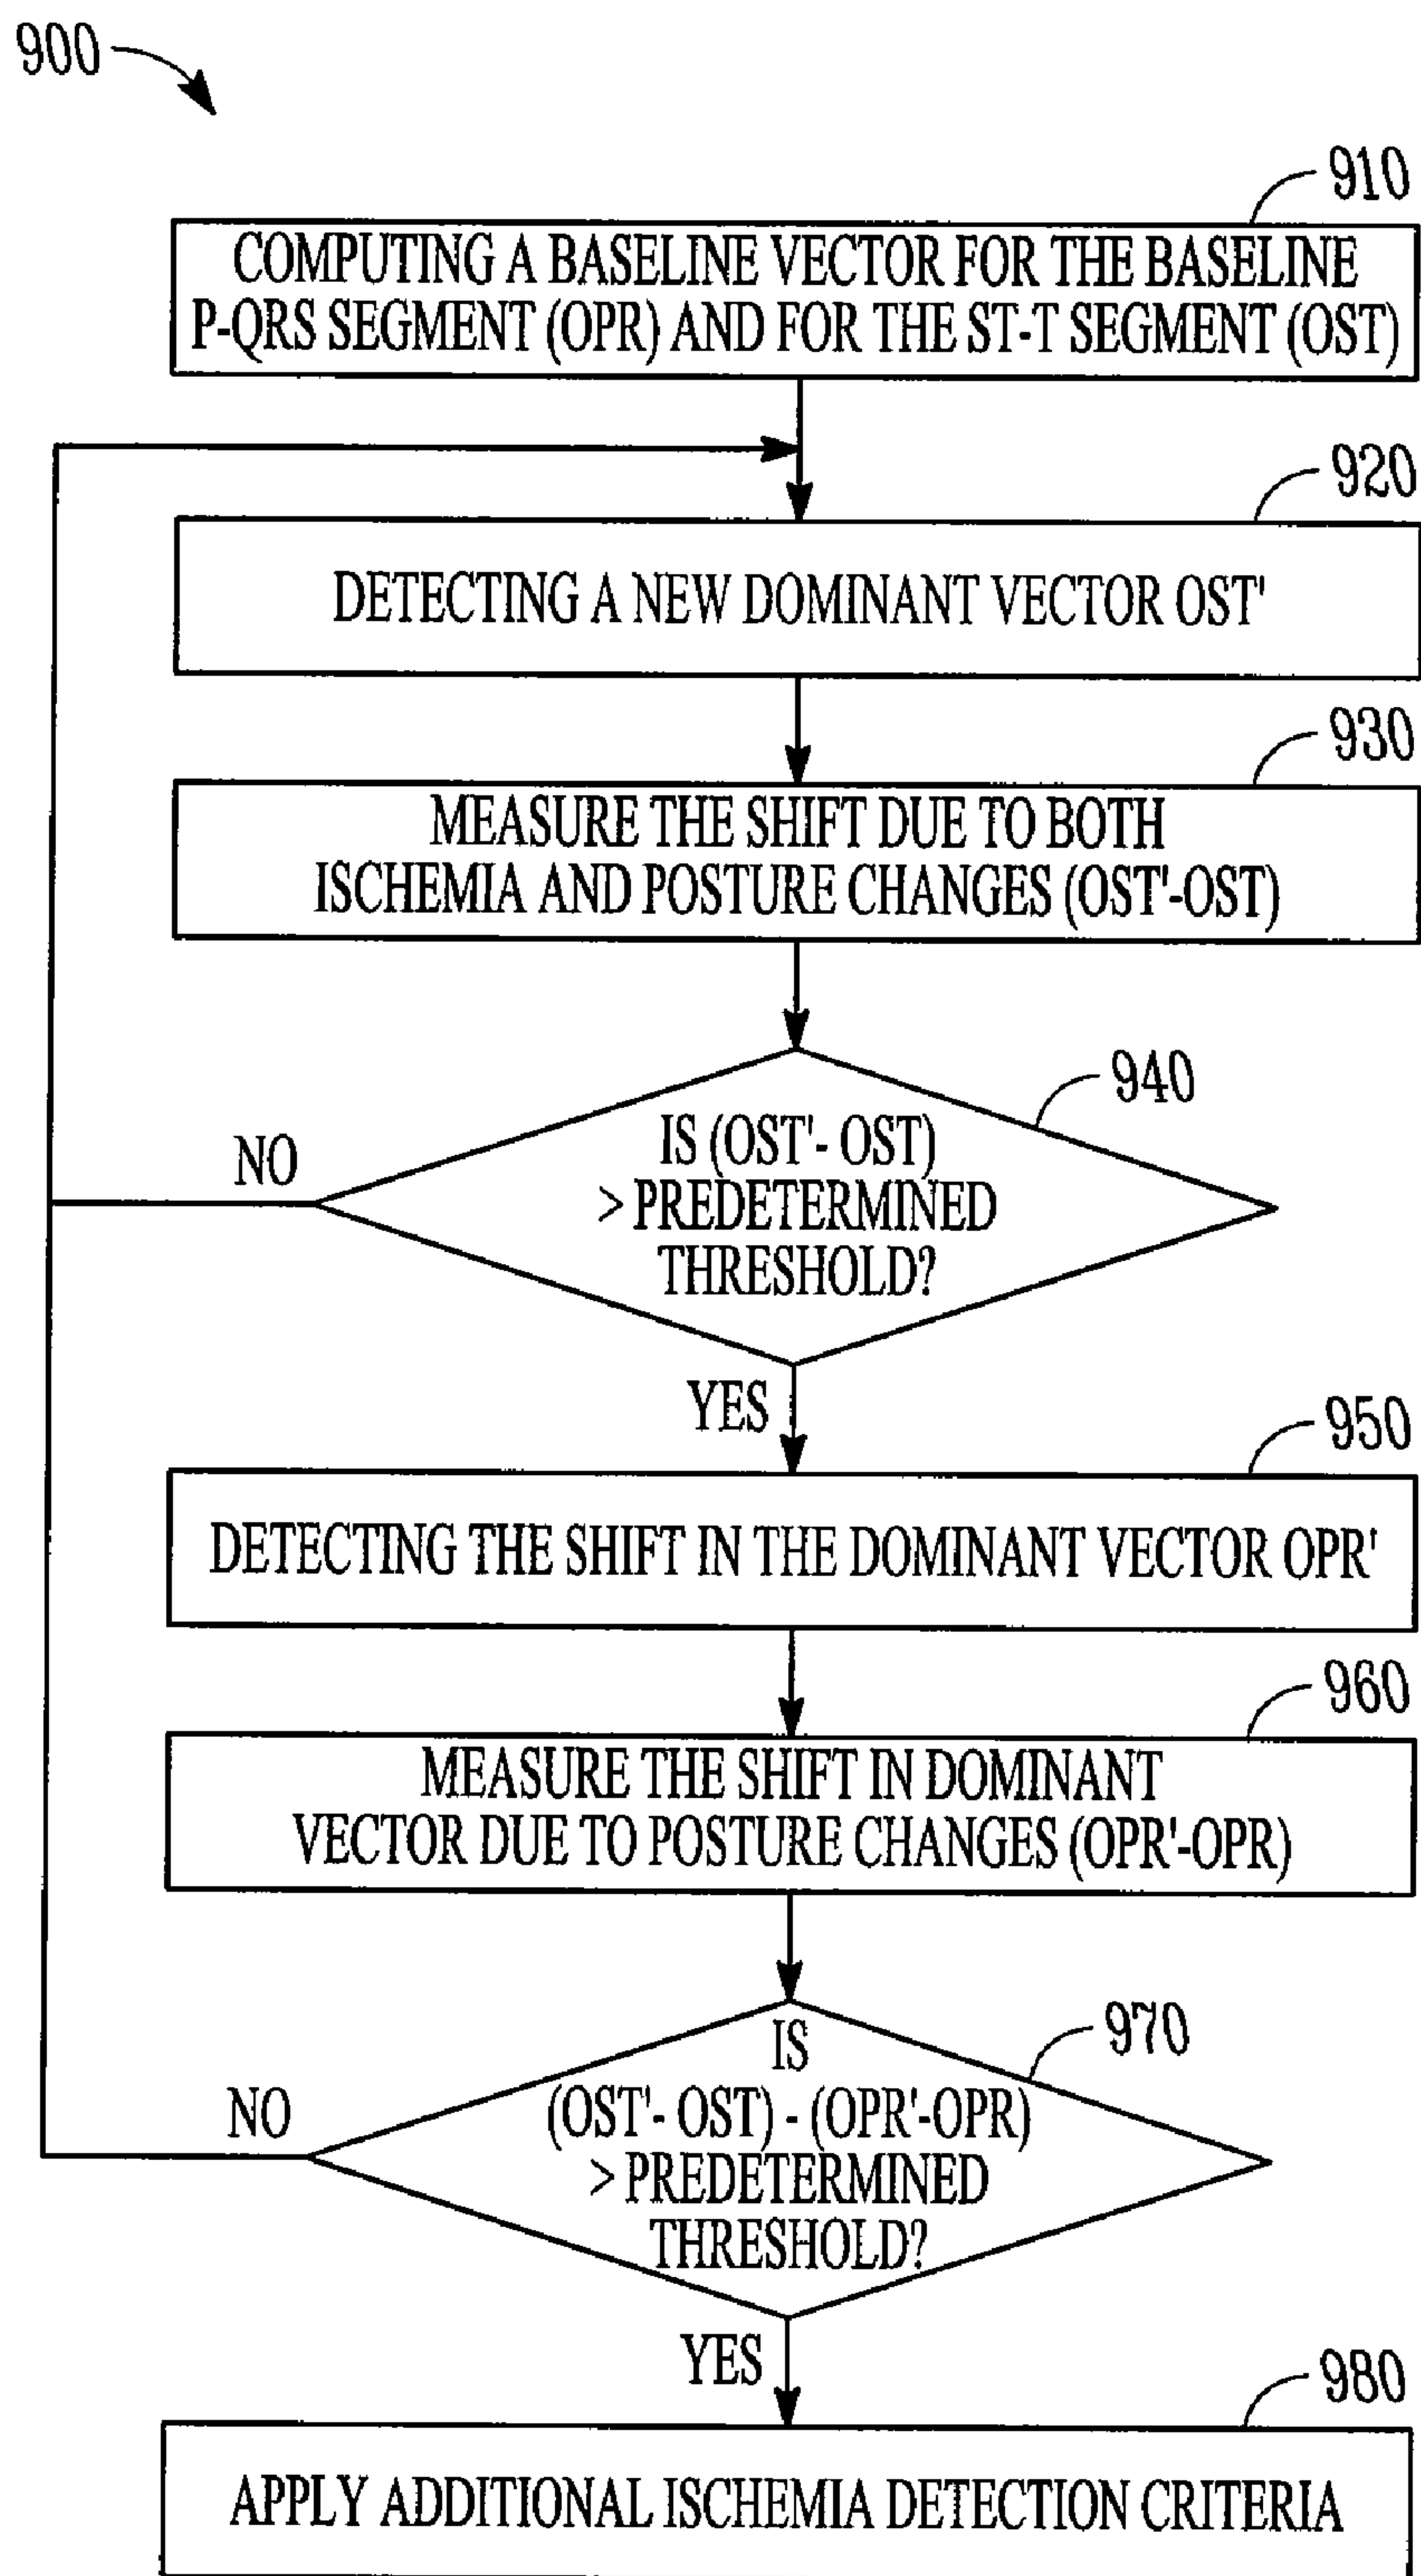 900
910
COMPUTING A BASELINE VECTOR FOR THE BASELINE
P-QRS SEGMENT (OPR) AND FOR THE ST-T SEGMENT (OST)
920
DETECTING A NEW DOMINANT VECTOR OST'
930
MEASURE THE SHIFT DUE TO BOTH
ISCHEMIA AND POSTURE CHANGES (OST'-OST)
940
IS (OST'- OST)
> PREDETERMINED
THRESHOLD?
NO
YES
950
DETECTING THE SHIFT IN THE DOMINANT VECTOR OPR'
960
MEASURE THE SHIFT IN DOMINANT
VECTOR DUE TO POSTURE CHANGES (OPR'-OPR)
970
IS
(OST'- OST) - (OPR'-OPR)
> PREDETERMINED
THRESHOLD?
NO
YES
980
APPLY ADDITIONAL ISCHEMIA DETECTION CRITERIA